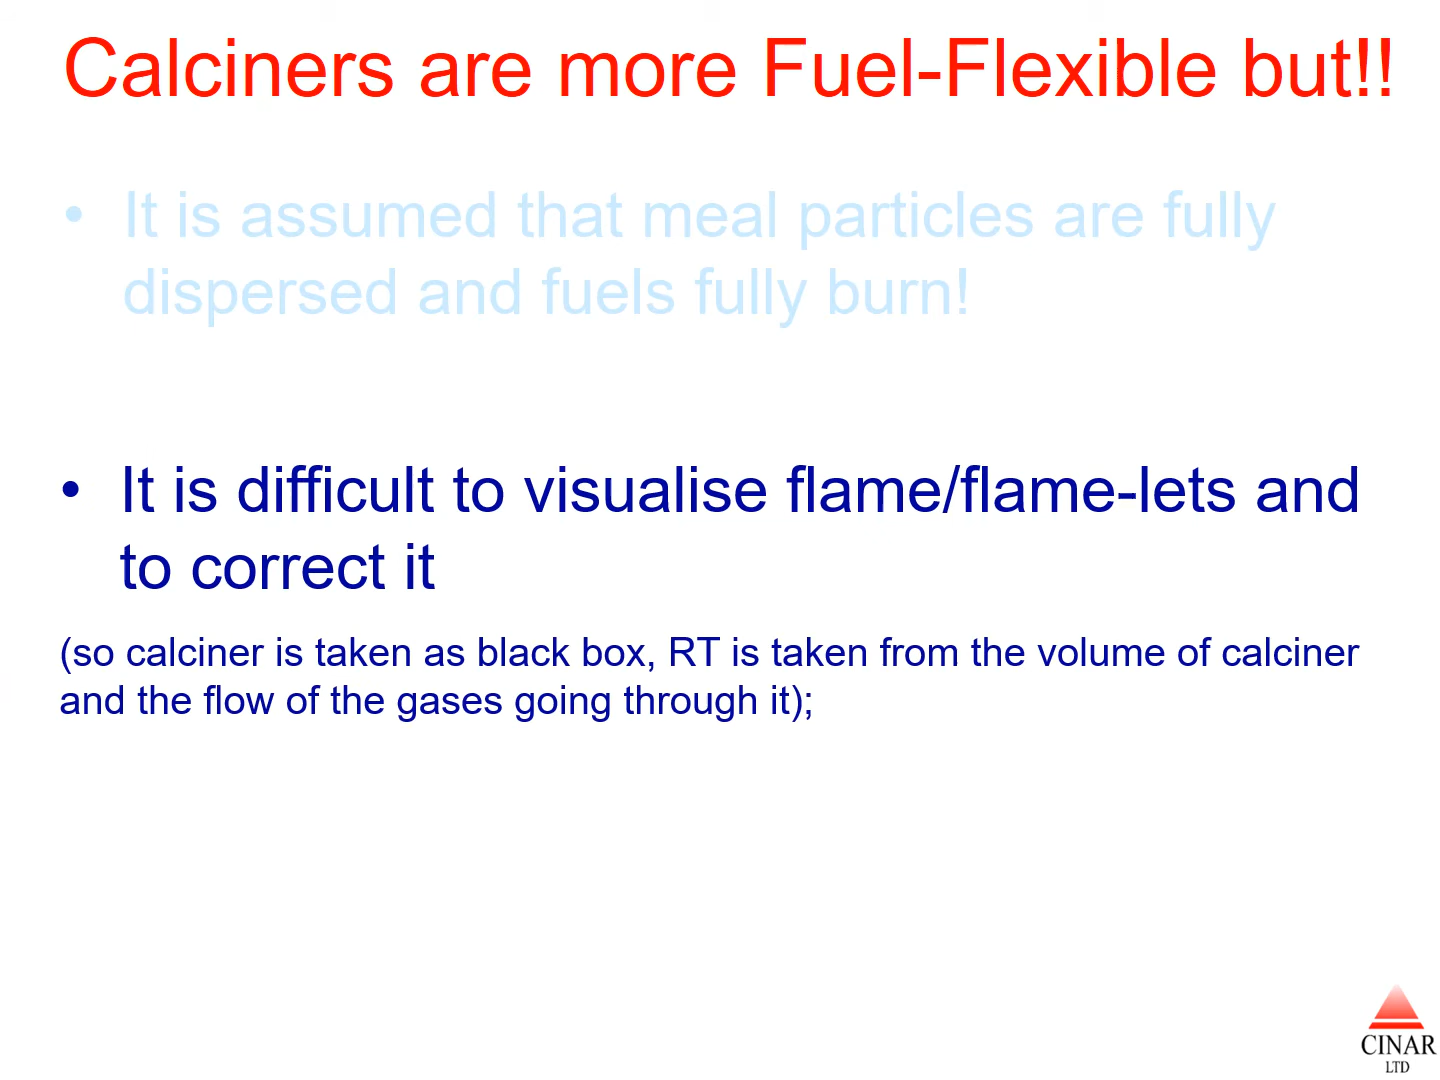 Calciners are more Fuel-Flexible but!!
• It is assumed that meal particles are fully
dispersed and fuels fully burn!
• It is difficult to visualise flame/flame-lets and
to correct it
(so calciner is taken as black box, RT is taken from the volume of calciner
and the flow of the gases going through it);
CINAR
LTD